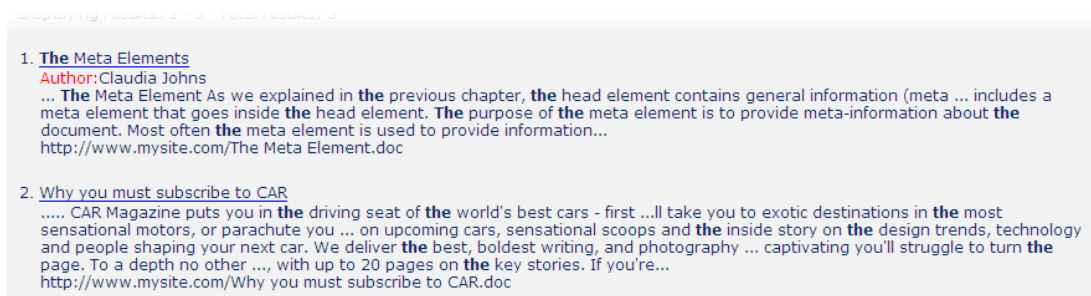 Displaying results: 1 - 3 Total results: 3
1. The Meta Elements
Author:Claudia Johns
... The Meta Element As we explained in the previous chapter, the head element contains general information (meta ... includes a
meta element that goes inside the head element. The purpose of the meta element is to provide meta-information about the
document. Most often the meta element is used to provide information...
http://www.mysite.com/The Meta Element.doc
2. Why you must subscribe to CAR
..... CAR Magazine puts you in the driving seat of the world's best cars - first ...ll take you to exotic destinations in the most
sensational motors, or parachute you ... on upcoming cars, sensational scoops and the inside story on the design trends, technology
and people shaping your next car. We deliver the best, boldest writing, and photography ... captivating you'll struggle to turn the
page. To a depth no other ..., with up to 20 pages on the key stories. If you're...
http://www.mysite.com/Why you must subscribe to CAR.doc